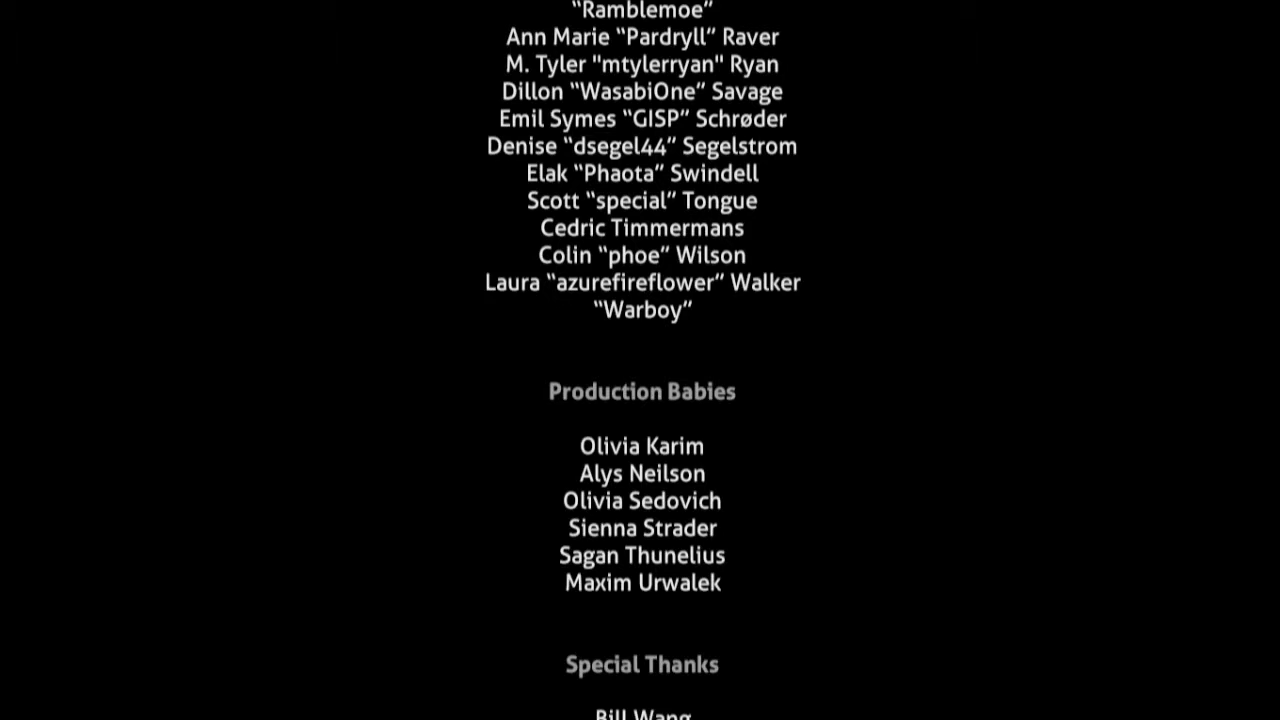 “Ramblemoe”
Ann Marie “Pardryll” Raver
M. Tyler "mtylerryan" Ryan
Dillon “WasabiOne” Savage
Emil Symes “GISP” Schrøder
Denise “dsegel44” Segelstrom
Elak “Phaota” Swindell
Scott “special” Tongue
Cedric Timmermans
Colin “phoe” Wilson
Laura “azurefireflower” Walker
“Warboy”
Production Babies
Olivia Karim
Alys Neilson
Olivia Sedovich
Sienna Strader
Sagan Thunelius
Maxim Urwalek
Special Thanks
Bill Wang